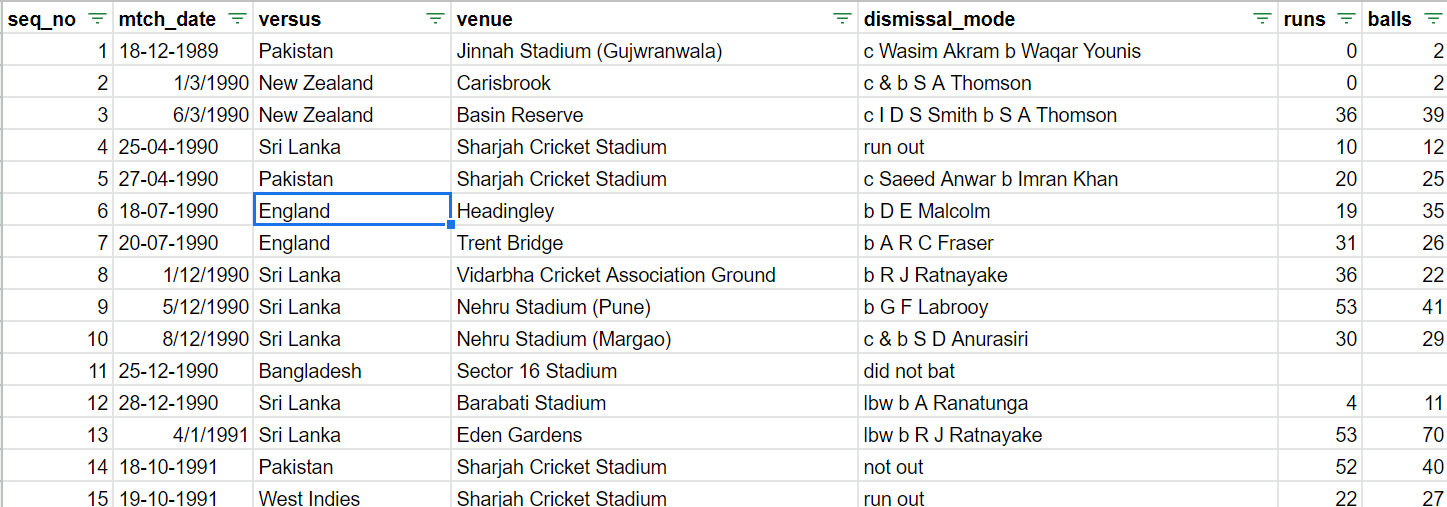 seq_no mtch_date versus venue dismissal_mode runs balls
1 18-12-1989 Pakistan Jinnah Stadium (Gujwranwala) c Wasim Akram b Waqar Younis 0 2
2 1/3/1990 New Zealand Carisbrook c & b S A Thomson 0 2
3 6/3/1990 New Zealand Basin Reserve c I D S Smith b S A Thomson 36 39
4 25-04-1990 Sri Lanka Sharjah Cricket Stadium run out 10 12
5 27-04-1990 Pakistan Sharjah Cricket Stadium c Saeed Anwar b Imran Khan 20 25
6 18-07-1990 England Headingley b D E Malcolm 19 35
7 20-07-1990 England Trent Bridge b A R C Fraser 31 26
8 1/12/1990 Sri Lanka Vidarbha Cricket Association Ground b R J Ratnayake 36 22
9 5/12/1990 Sri Lanka Nehru Stadium (Pune) b G F Labrooy 53 41
10 8/12/1990 Sri Lanka Nehru Stadium (Margao) c & b S D Anurasiri 30 29
11 25-12-1990 Bangladesh Sector 16 Stadium did not bat
12 28-12-1990 Sri Lanka Barabati Stadium lbw b A Ranatunga 4 11
13 4/1/1991 Sri Lanka Eden Gardens lbw b R J Ratnayake 53 70
14 18-10-1991 Pakistan Sharjah Cricket Stadium not out 52 40
15 19-10-1991 West Indies Sharjah Cricket Stadium run out 22 27